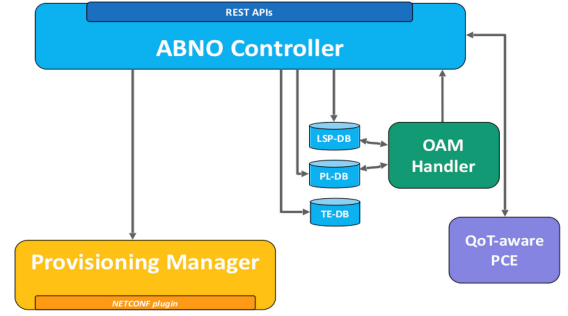 REST APIs
ABNO Controller
LSP-DB
PL-DB
TE-DB
OAM
Handler
QoT-aware
PCE
Provisioning Manager
NETCONF plugin